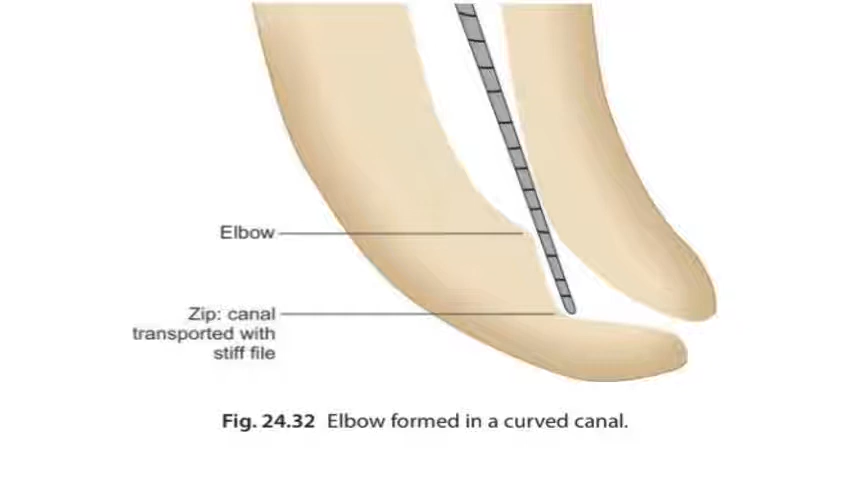 Elbow
Zip: canal
transported with
stiff file
Fig. 24.32 Elbow formed in a curved canal.